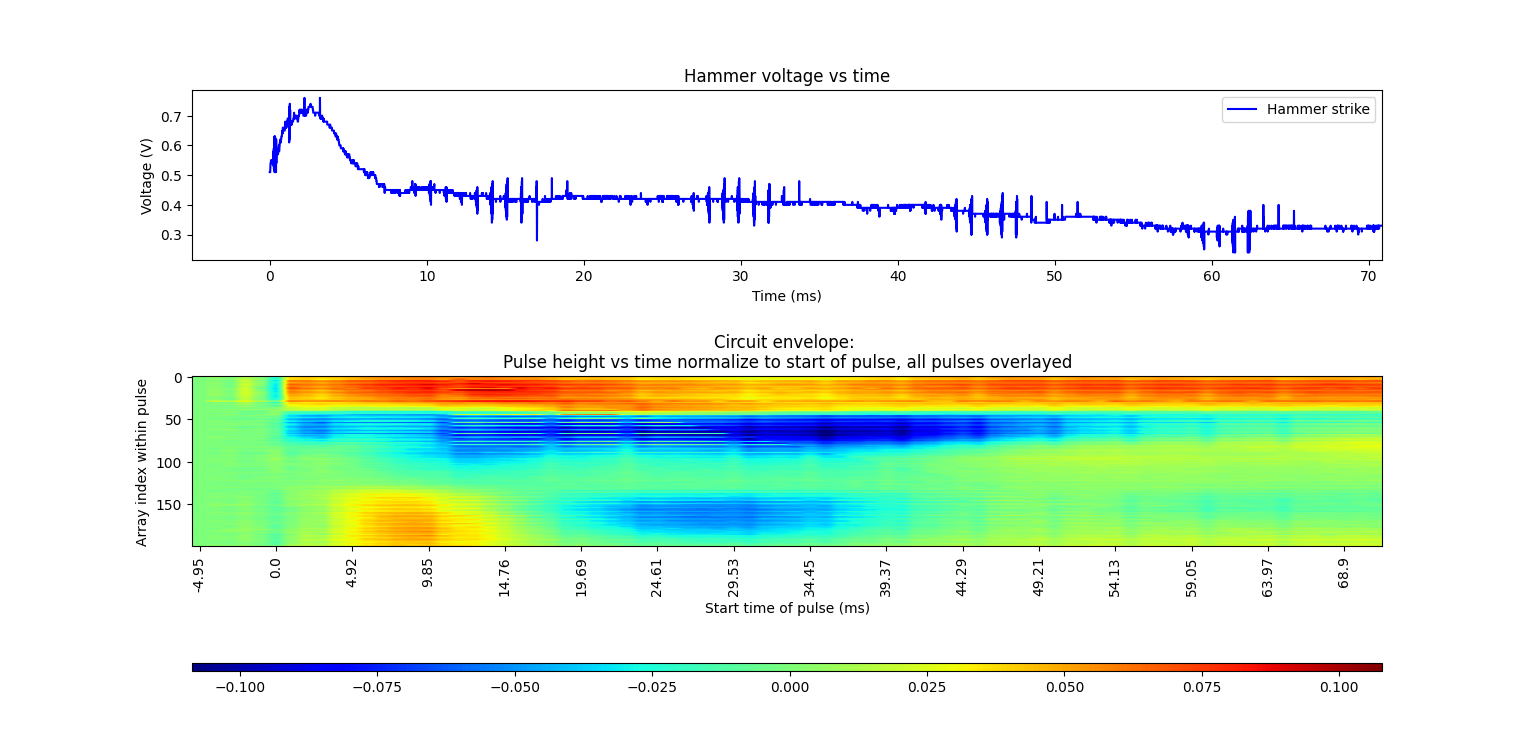 Hammer voltage vs time
Hammer strike
Voltage (V)
0.7
0.6
0.5
0.4
0.3
0 10 20 30 40 50 60 70
Time (ms)
Circuit envelope:
Pulse height vs time normalize to start of pulse, all pulses overlayed
Array index within pulse
0
50
100
150
-4.95 0.0 4.92 9.85 14.76 19.69 24.61 29.53 34.45 39.37 44.29 49.21 54.13 59.05 63.97 68.9
Start time of pulse (ms)
−0.100 −0.075 −0.050 −0.025 0.000 0.025 0.050 0.075 0.100